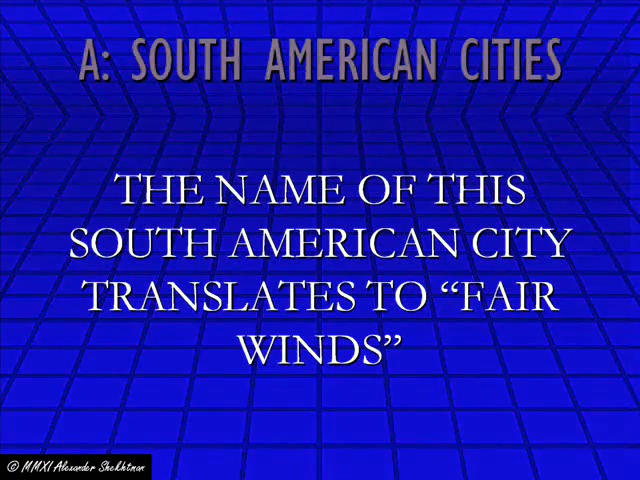 A: SOUTH AMERICAN CITIES
THE NAME OF THIS
SOUTH AMERICAN CITY
TRANSLATES TO “FAIR
WINDS”
© MMXI Alexander Shekhtman